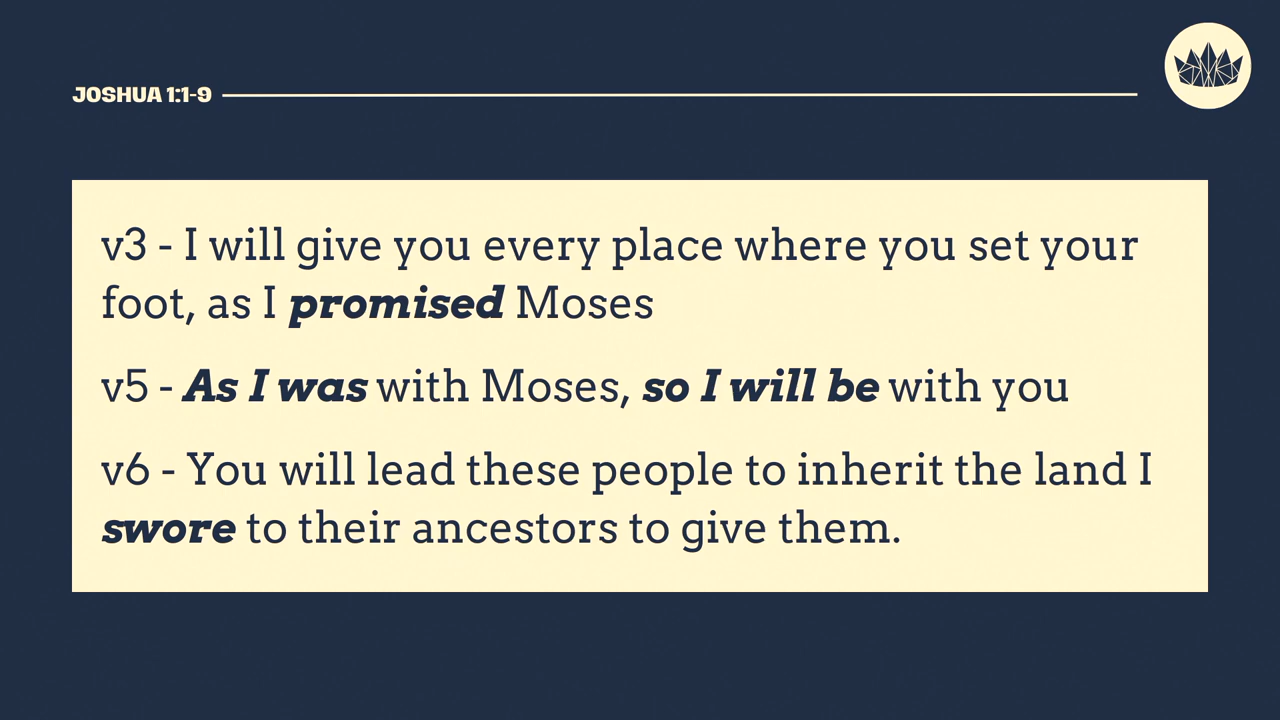 JOSHUA 1:1-9
v3 - I will give you every place where you set your
foot, as I promised Moses
v5 - As I was with Moses, so I will be with you
v6 - You will lead these people to inherit the land I
swore to their ancestors to give them.